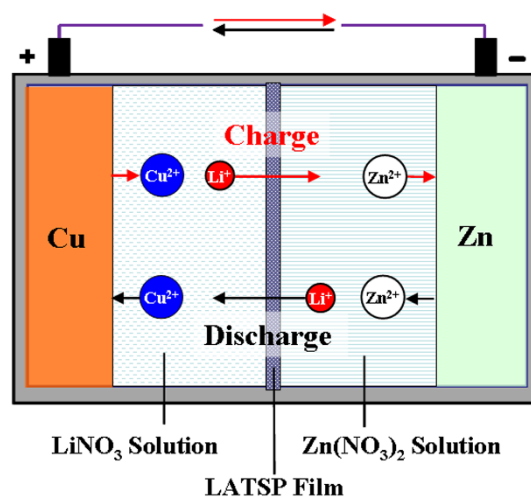 + −
Charge
Cu²⁺ Li⁺ Zn²⁺
Cu Zn
Cu²⁺ Li⁺ Zn²⁺
Discharge
LiNO₃ Solution Zn(NO₃)₂ Solution
LATSP Film